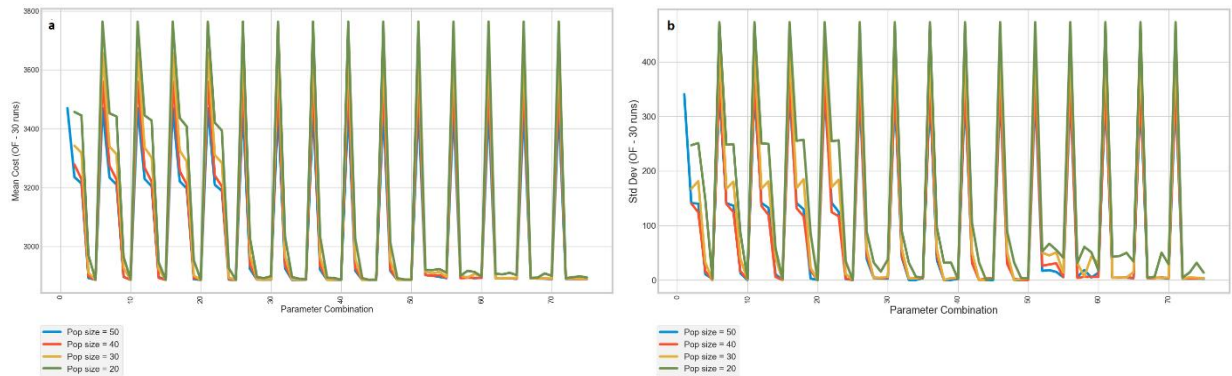 a
3800
3600
3400
3200
3000
Mean Cost (OF - 30 runs)
0
10
20
30
40
50
60
70
Parameter Combination
Pop size = 50
Pop size = 40
Pop size = 30
Pop size = 20
b
400
300
200
100
0
Std Dev (OF - 30 runs)
0
10
20
30
40
50
60
70
Parameter Combination
Pop size = 50
Pop size = 40
Pop size = 30
Pop size = 20